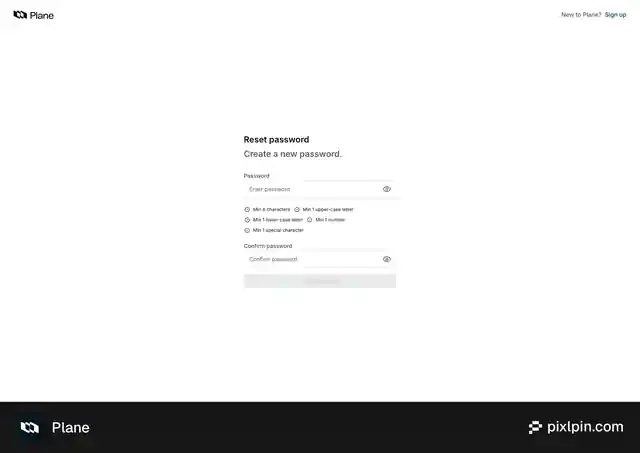 Plane
New to Plane? Sign up
Reset password
Create a new password.
Password
Enter password
Min 8 characters Min 1 upper-case letter
Min 1 lower-case letter Min 1 number
Min 1 special character
Confirm password
Confirm password
Plane
pixlpin.com